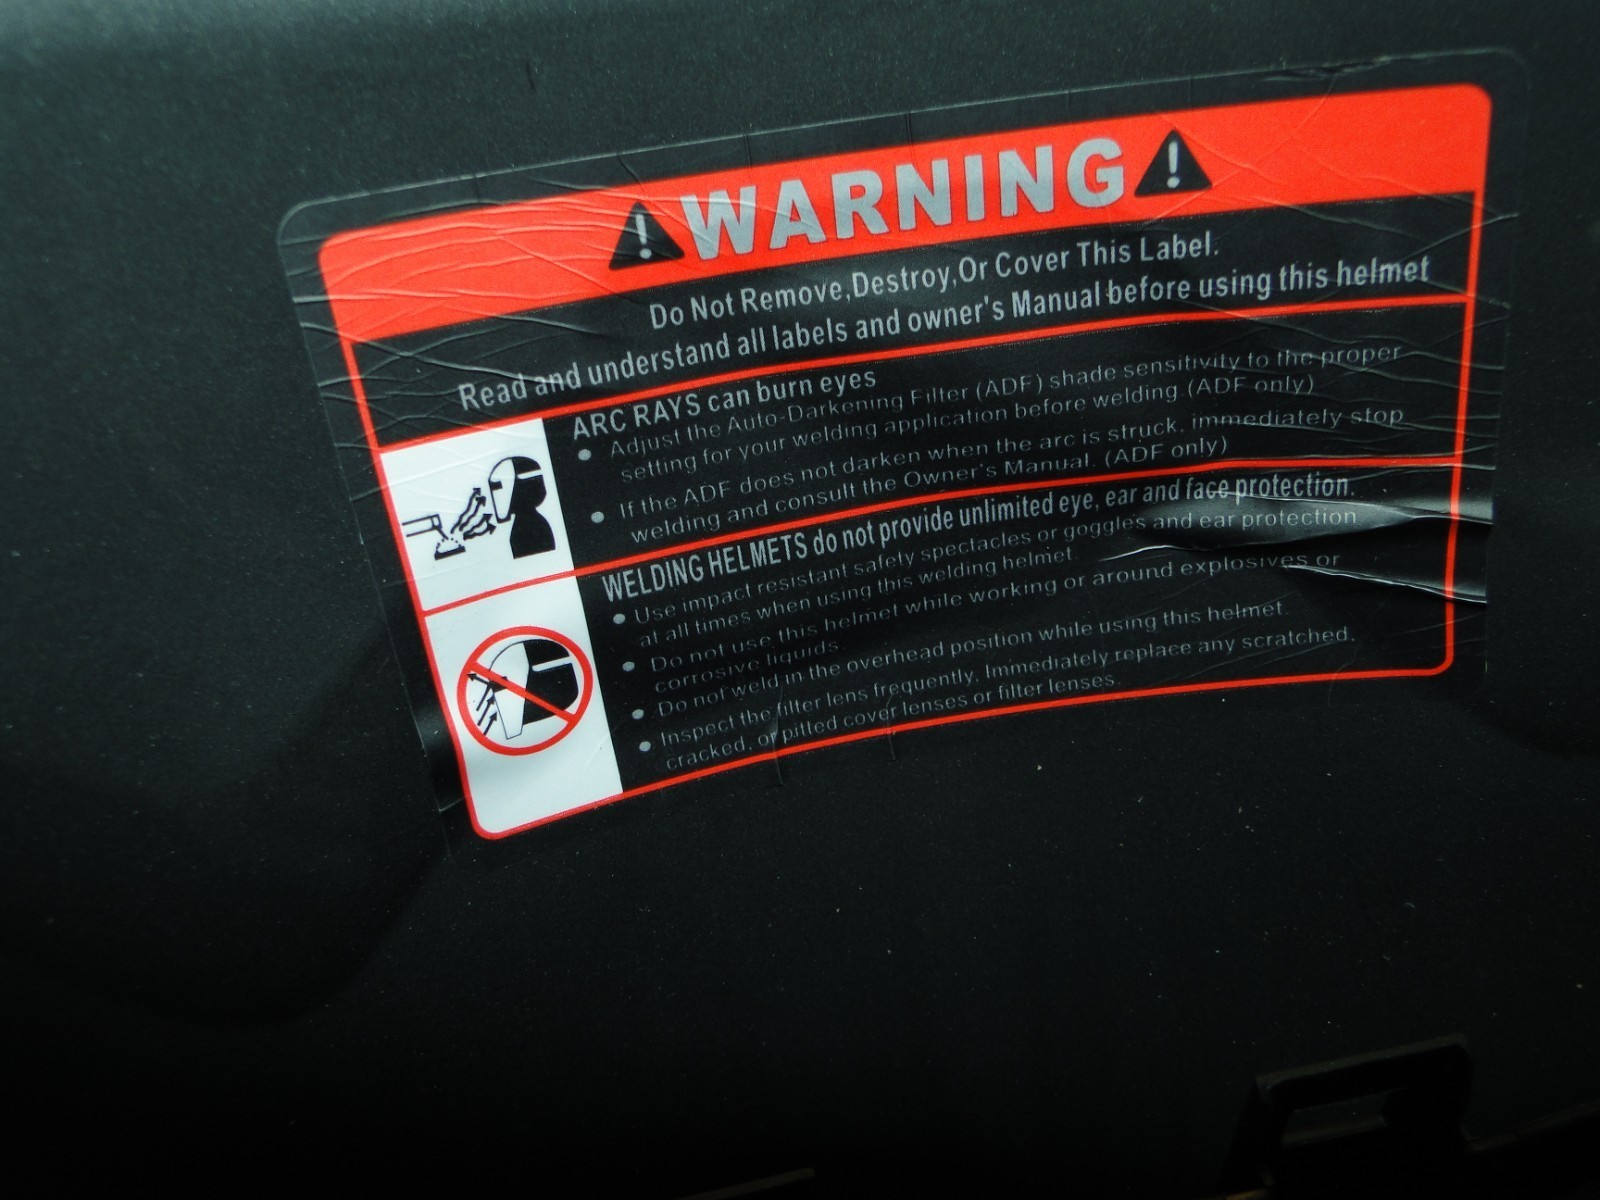 WARNING
Do Not Remove,Destroy,Or Cover This Label.
Read and understand all labels and owner's Manual before using this helmet
ARC RAYS can burn eyes
● Adjust the Auto-Darkening Filter (ADF) shade sensitivity to the proper
setting for your welding application before welding.(ADF only)
● If the ADF does not darken when the arc is struck, immediately stop
welding and consult the Owner's Manual. (ADF only)
WELDING HELMETS do not provide unlimited eye, ear and face protection.
● Use impact resistant safety spectacles or goggles and ear protection
at all times when using this welding helmet.
● Do not use this helmet while working or around explosives or
corrosive liquids.
● Do not weld in the overhead position while using this helmet.
● Inspect the filter lens frequently, Immediately replace any scratched.
cracked, or pitted cover lenses or filter lenses.